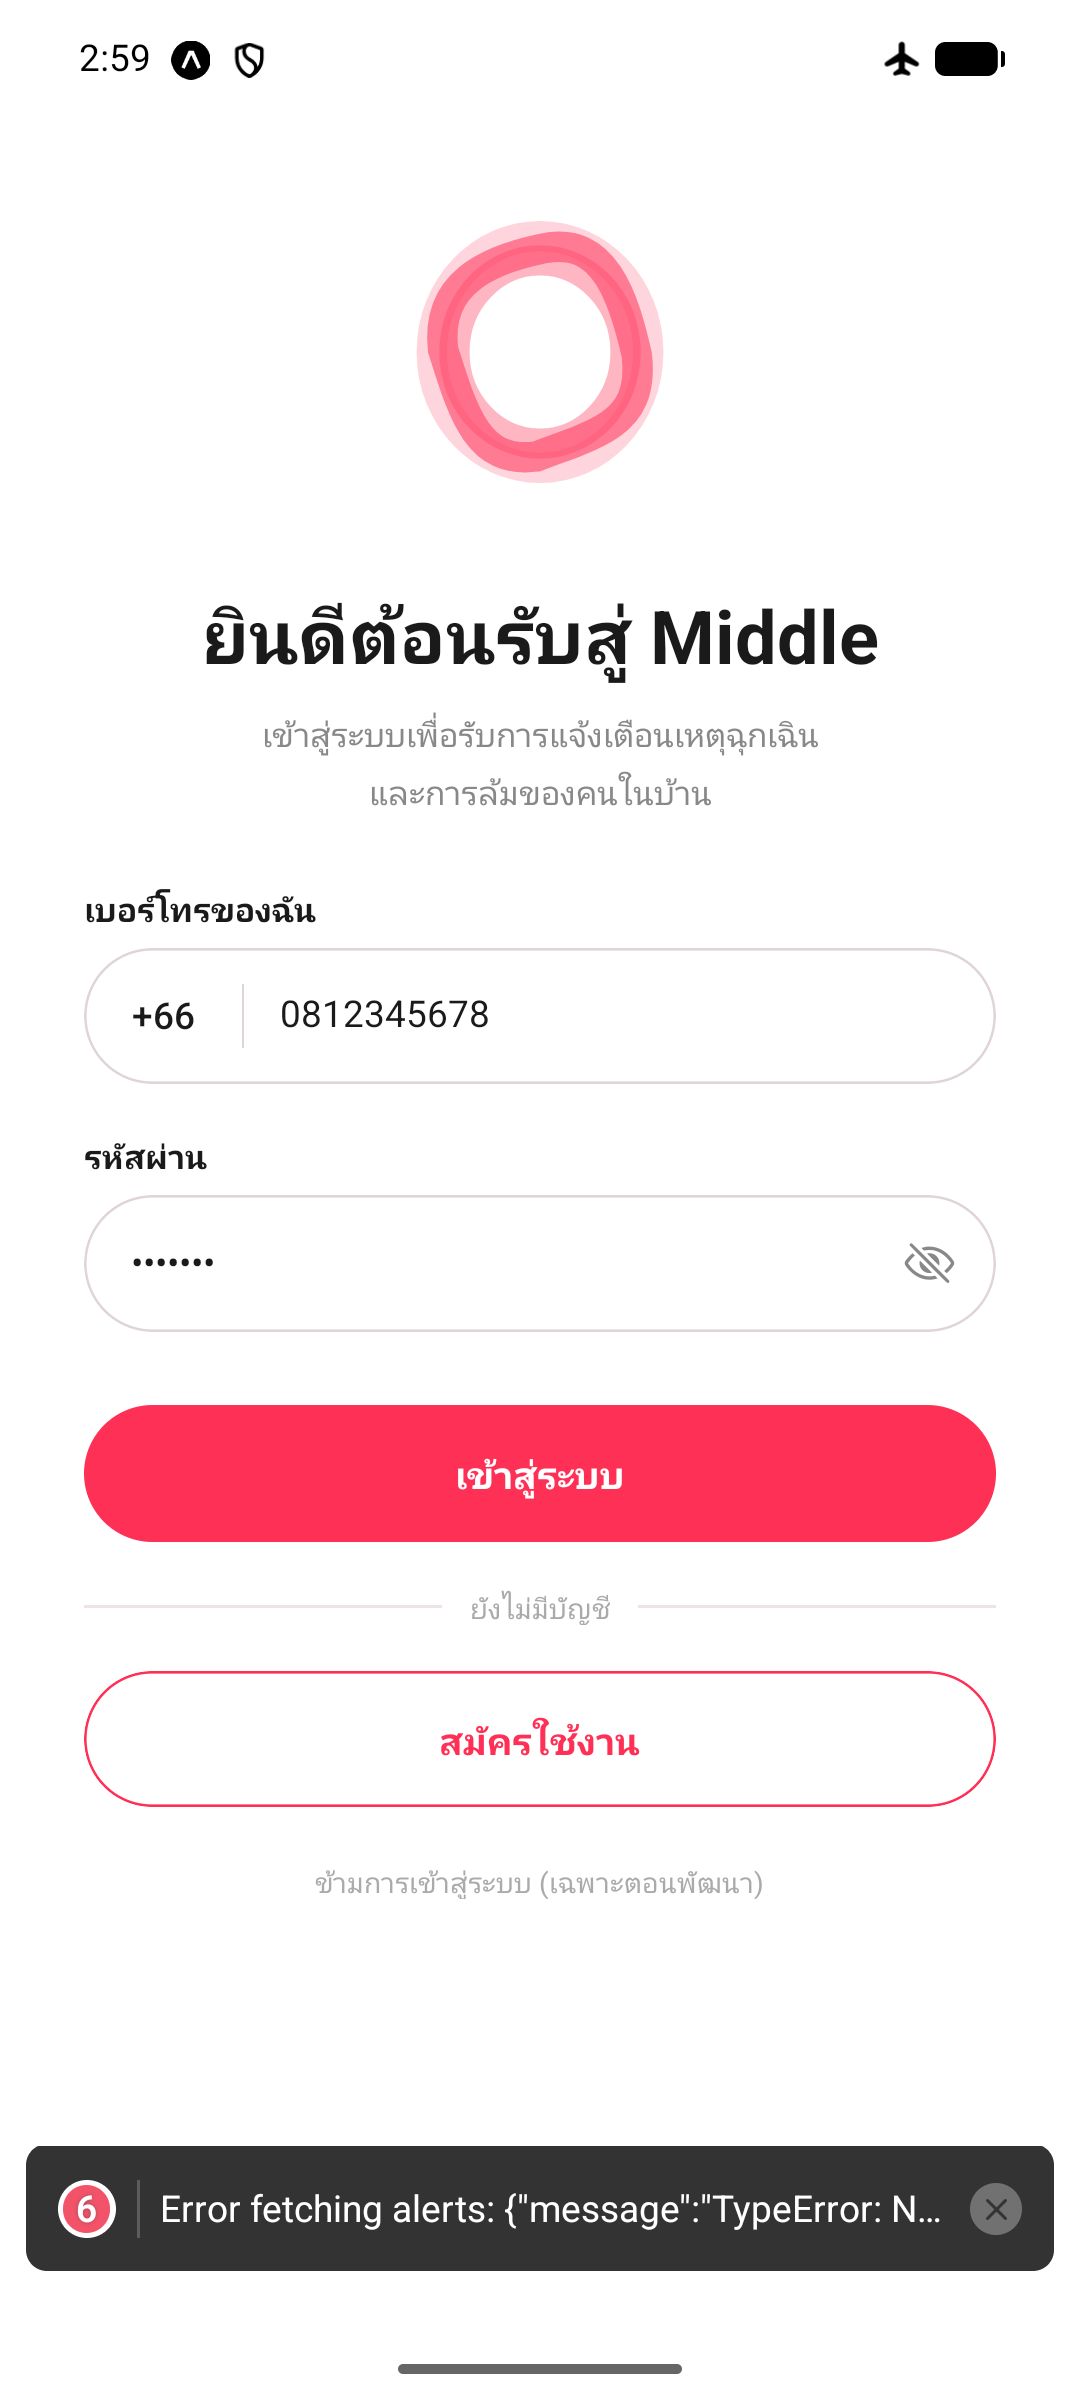 2:59
ยินดีต้อนรับสู่ Middle
เข้าสู่ระบบเพื่อรับการแจ้งเตือนเหตุฉุกเฉิน
และการล้มของคนในบ้าน
เบอร์โทรของฉัน
+66 0812345678
รหัสผ่าน
•••••••
เข้าสู่ระบบ
ยังไม่มีบัญชี
สมัครใช้งาน
ข้ามการเข้าสู่ระบบ (เฉพาะตอนพัฒนา)
6 Error fetching alerts: {"message":"TypeError: N...